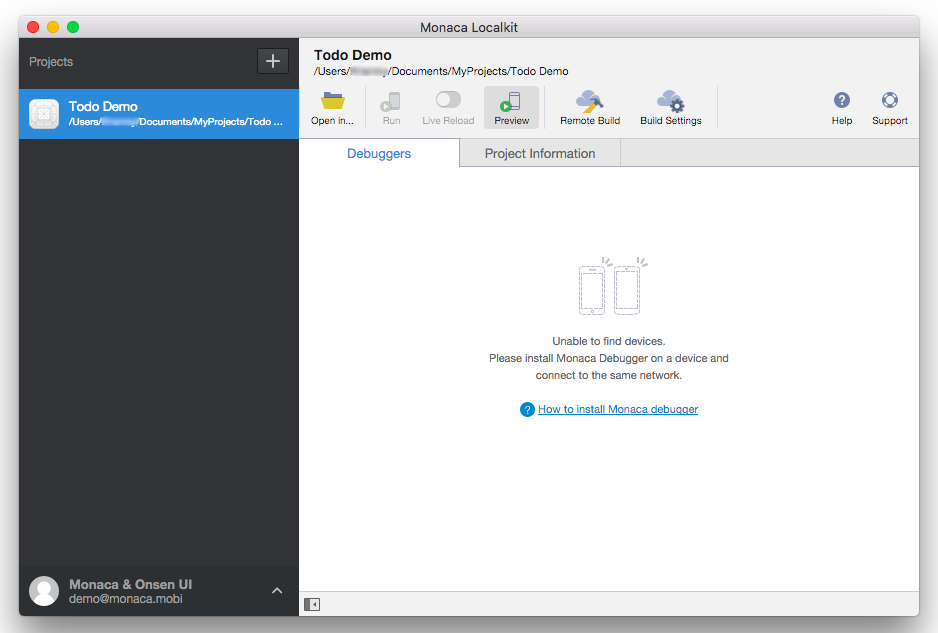 Monaca Localkit
Projects
+
Todo Demo
/Users/ /Documents/MyProjects/Todo ...
Monaca & Onsen UI
demo@monaca.mobi
Todo Demo
/Users/ /Documents/MyProjects/Todo Demo
Open in...
Run
Live Reload
Preview
Remote Build
Build Settings
?
Help
Support
Debuggers
Project Information
Unable to find devices.
Please install Monaca Debugger on a device and
connect to the same network.
? How to install Monaca debugger